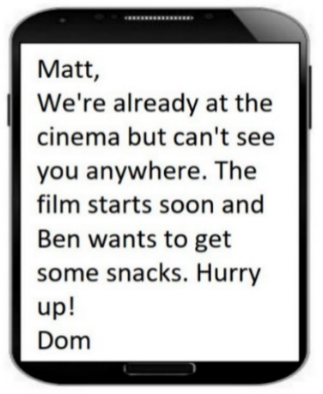 Matt,
We're already at the
cinema but can't see
you anywhere. The
film starts soon and
Ben wants to get
some snacks. Hurry
up!
Dom